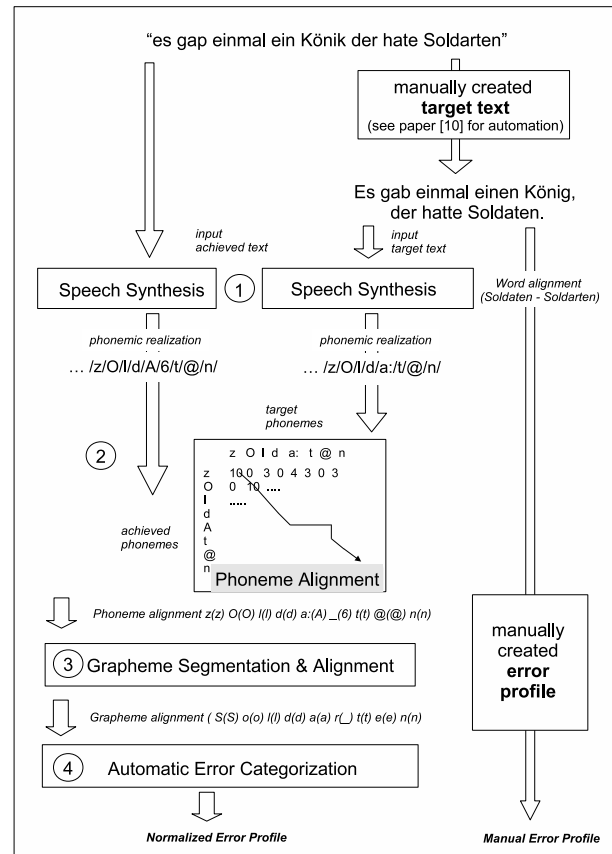 “es gap einmal ein Könik der hate Soldarten”
manually created
target text
(see paper [10] for automation)
Es gab einmal einen König,
der hatte Soldaten.
input
achieved text
input
target text
Speech Synthesis
1
Speech Synthesis
Word alignment
(Soldaten - Soldarten)
phonemic realization
… /z/O/l/d/A/6/t/@/n/
phonemic realization
… /z/O/l/d/a:/t/@/n/
target
phonemes
2
z O l d a: t @ n
z 10 0 3 0 4 3 0 3
O 0 10 ....
l .....
d
A
t
@
n
achieved
phonemes
Phoneme Alignment
Phoneme alignment z(z) O(O) l(l) d(d) a:(A) _(6) t(t) @(@) n(n)
3 Grapheme Segmentation & Alignment
manually
created
error
profile
Grapheme alignment ( S(S) o(o) l(l) d(d) a(a) r(_) t(t) e(e) n(n)
4 Automatic Error Categorization
Normalized Error Profile
Manual Error Profile